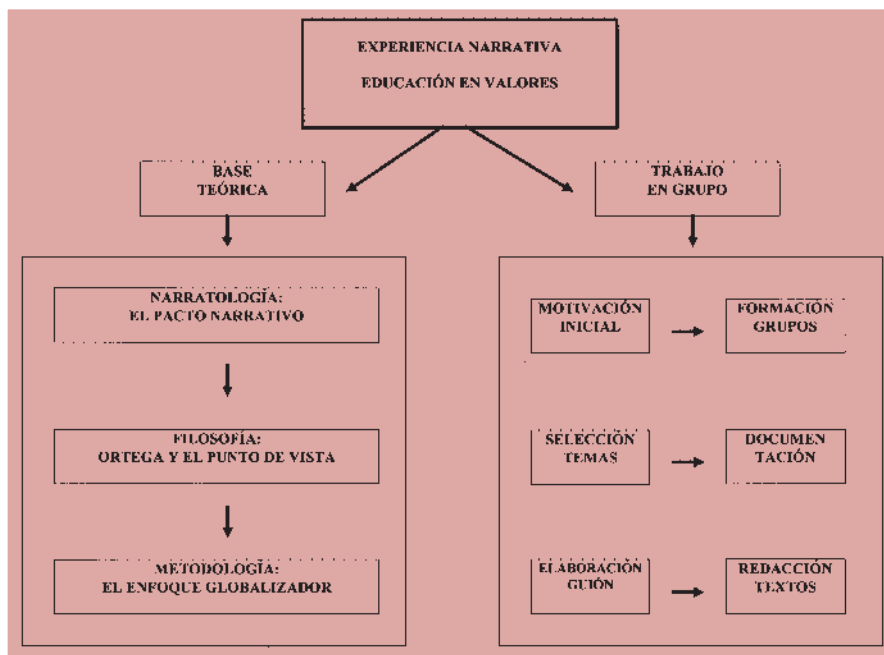 EXPERIENCIA NARRATIVA
EDUCACIÓN EN VALORES
BASE
TEÓRICA
TRABAJO
EN GRUPO
NARRATOLOGÍA:
EL PACTO NARRATIVO
FILOSOFÍA:
ORTEGA Y EL PUNTO DE VISTA
METODOLOGÍA:
EL ENFOQUE GLOBALIZADOR
MOTIVACIÓN
INICIAL
FORMACIÓN
GRUPOS
SELECCIÓN
TEMAS
DOCUMEN
TACIÓN
ELABORACIÓN
GUIÓN
REDACCIÓN
TEXTOS